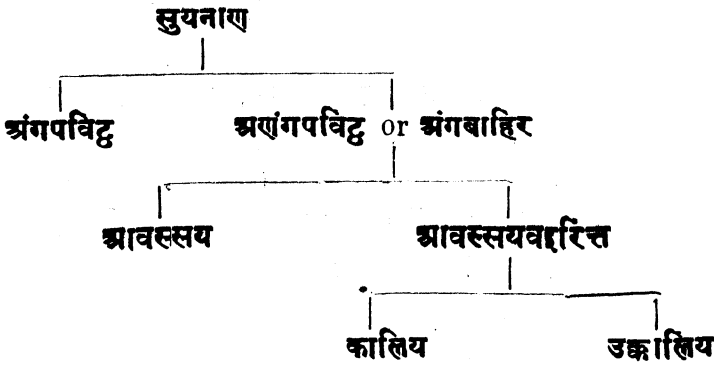 सुयनाण
अंगपविट्ठ अणंगपविट्ठ or अंगबाहिर
आवस्सय आवस्सयवइरित्त
कालिय उक्कालिय